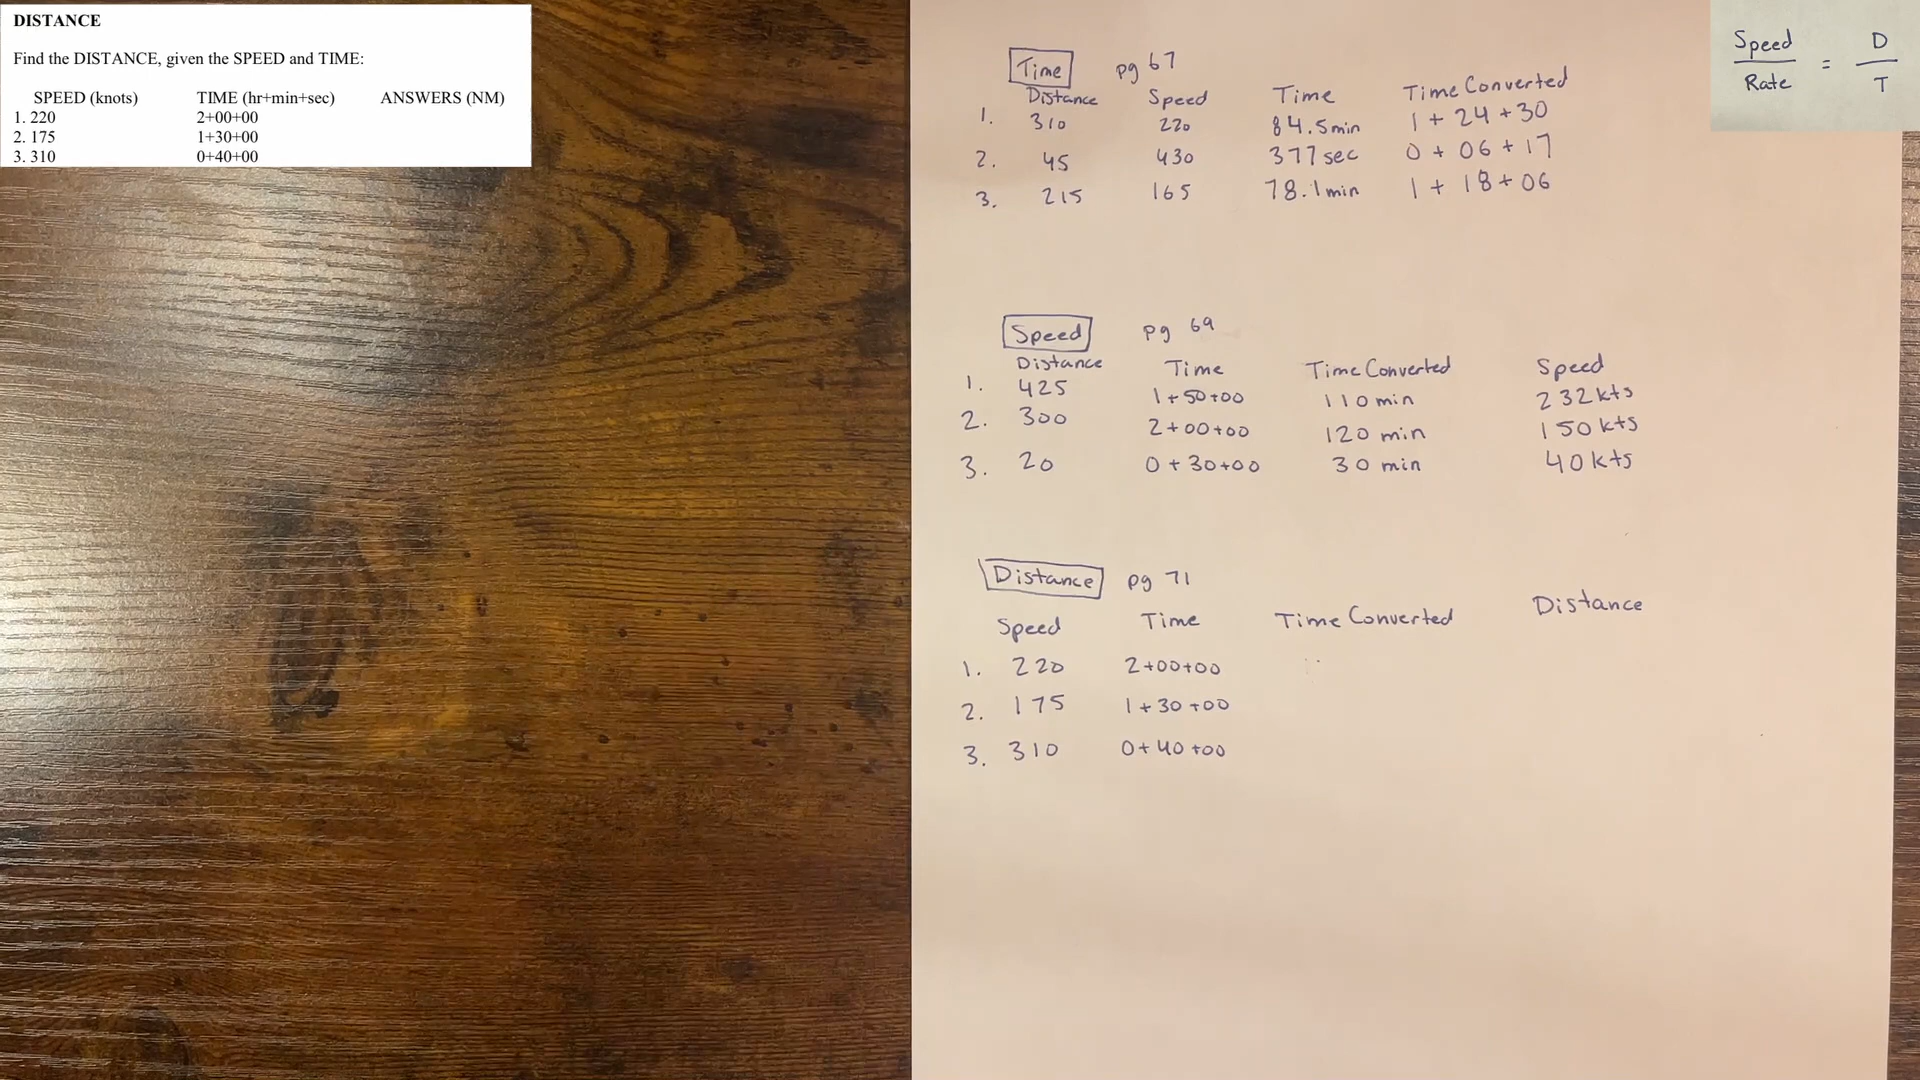 DISTANCE
Find the DISTANCE, given the SPEED and TIME:
SPEED (knots) TIME (hr+min+sec) ANSWERS (NM)
1. 220 2+00+00
2. 175 1+30+00
3. 310 0+40+00
Time pg 67
Distance Speed Time Time Converted
1. 310 220 84.5min 1 + 24 + 30
2. 45 430 377sec 0 + 06 + 17
3. 215 165 78.1min 1 + 18 + 06
Speed pg 69
Distance Time Time Converted Speed
1. 425 1+50+00 110 min 232kts
2. 300 2+00+00 120 min 150kts
3. 20 0+30+00 30 min 40kts
Distance pg 71
Speed Time Time Converted Distance
1. 220 2+00+00
2. 175 1+30+00
3. 310 0+40+00
Speed D
=
Rate T